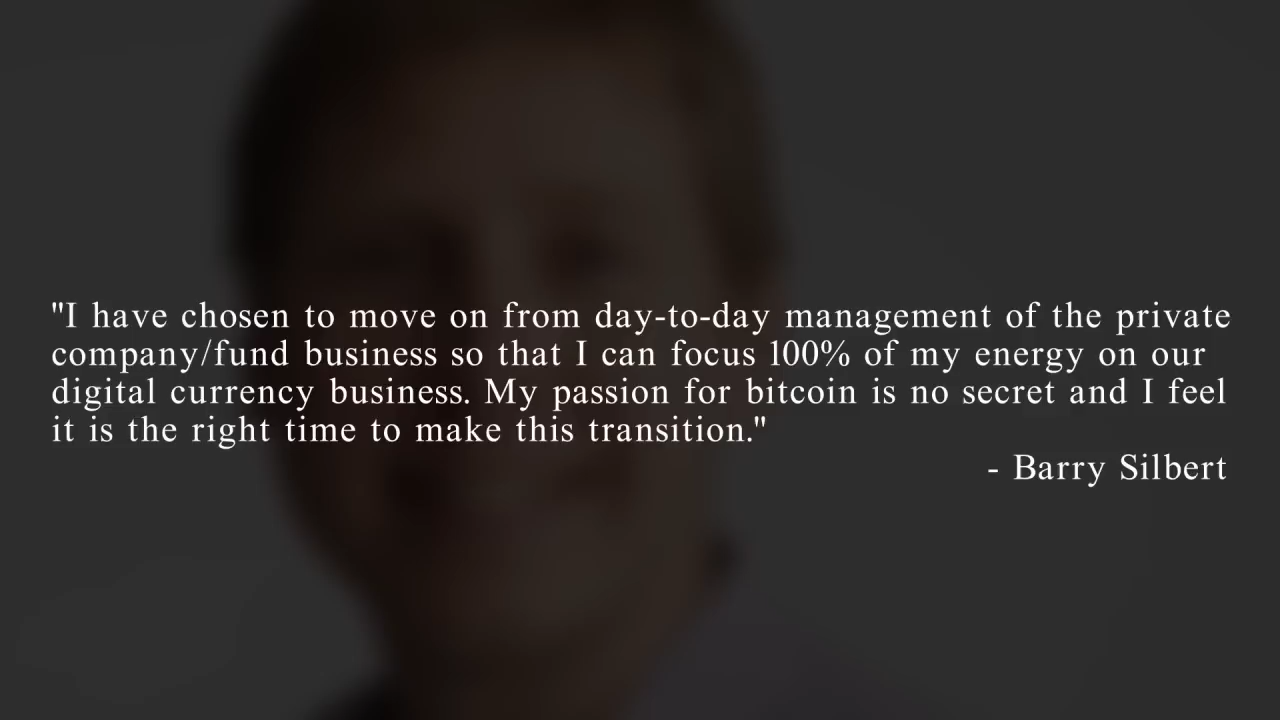 "I have chosen to move on from day-to-day management of the private
company/fund business so that I can focus 100% of my energy on our
digital currency business. My passion for bitcoin is no secret and I feel
it is the right time to make this transition."
- Barry Silbert